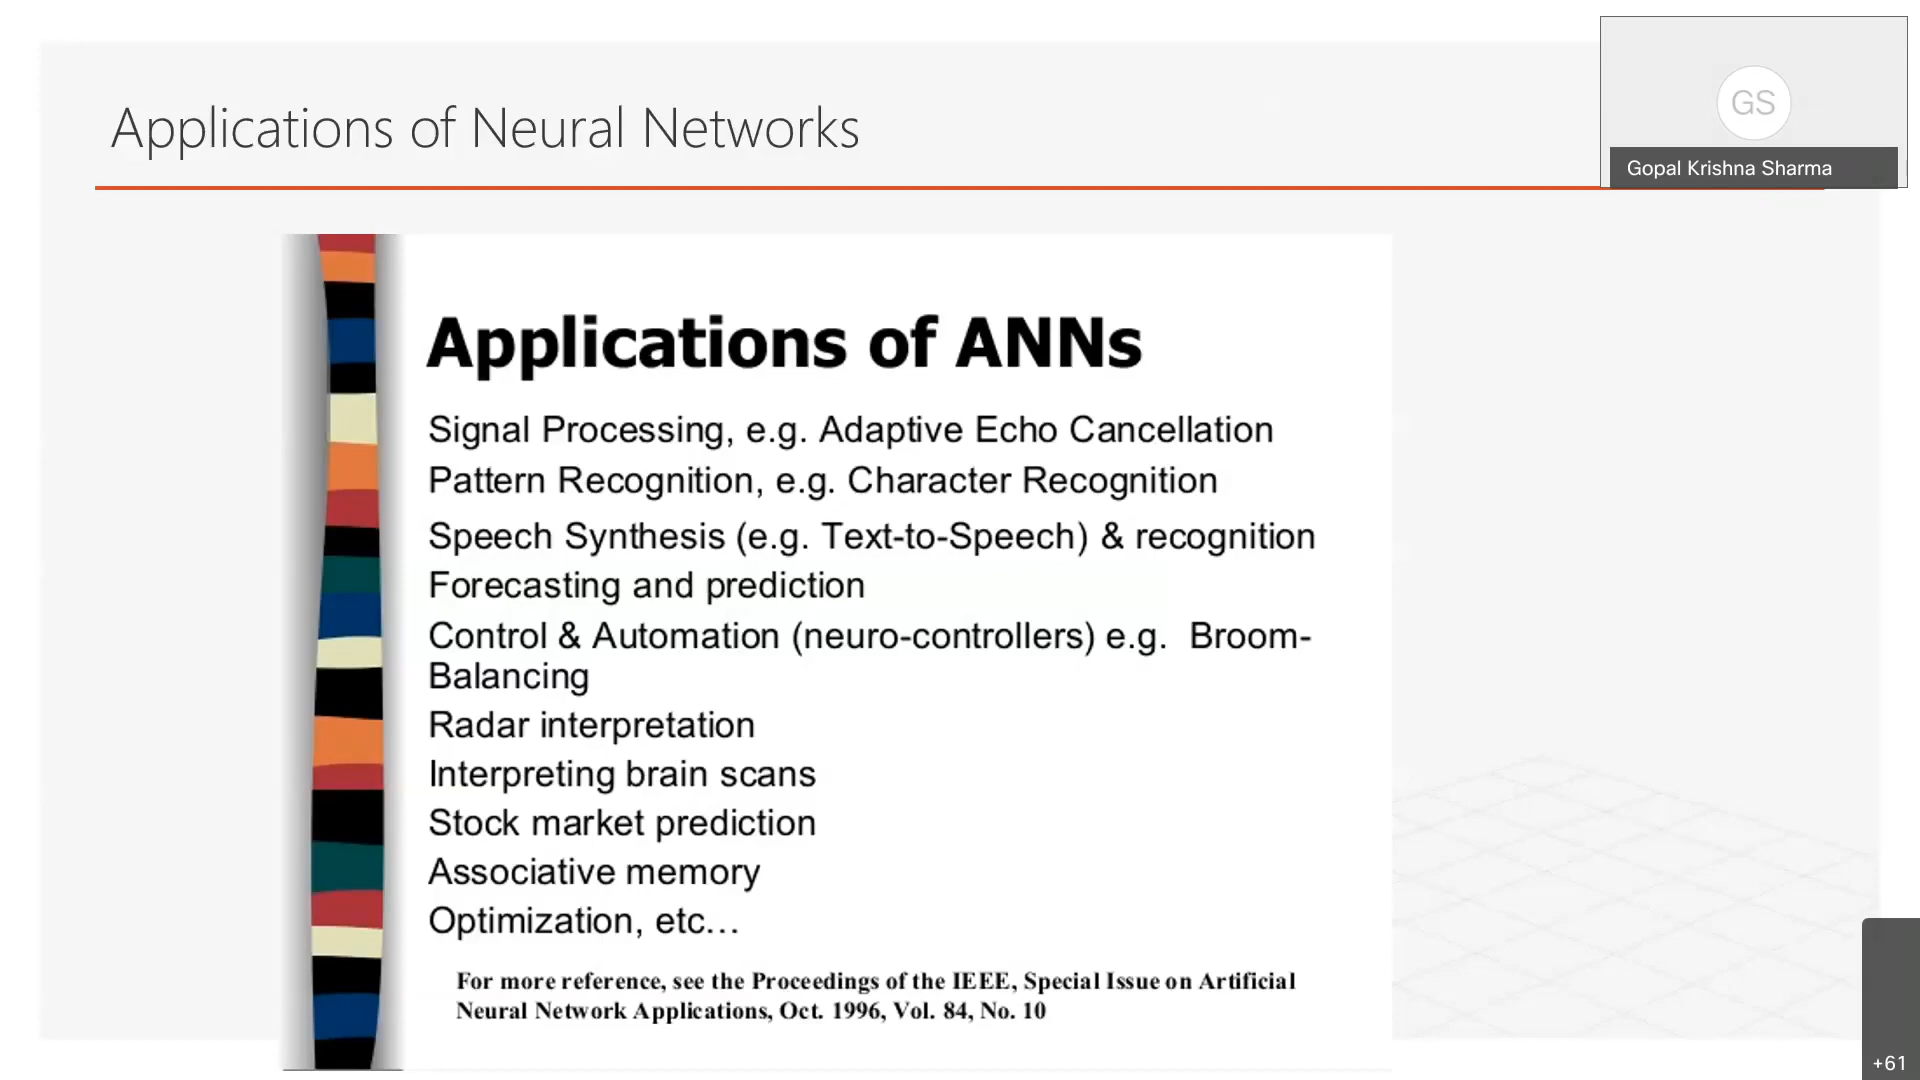 Applications of Neural Networks
GS
Gopal Krishna Sharma
Applications of ANNs
Signal Processing, e.g. Adaptive Echo Cancellation
Pattern Recognition, e.g. Character Recognition
Speech Synthesis (e.g. Text-to-Speech) & recognition
Forecasting and prediction
Control & Automation (neuro-controllers) e.g. Broom-
Balancing
Radar interpretation
Interpreting brain scans
Stock market prediction
Associative memory
Optimization, etc…
For more reference, see the Proceedings of the IEEE, Special Issue on Artificial
Neural Network Applications, Oct. 1996, Vol. 84, No. 10
+61